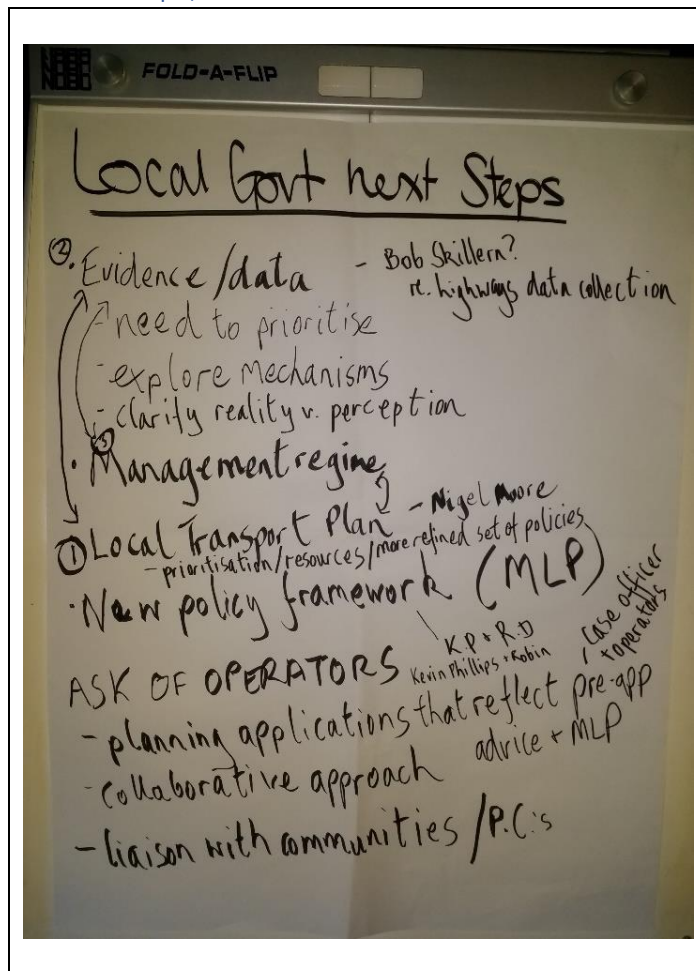 FOLD-A-FLIP
Local Govt next Steps
② · Evidence/data - Bob Skillern?
re. highways data collection
- need to prioritise
- explore mechanisms
- clarify reality v. perception
③
· Management regime
① Local Transport Plan - Nigel Moore
- prioritisation/resources/more refined set of policies
· New policy framework (MLP)
K.P + R.D
Kevin Phillips + Robin
ASK OF OPERATORS
- planning applications that reflect pre-app
advice + MLP
, case officer
+ operators
- collaborative approach
- liaison with communities/P.C.'s